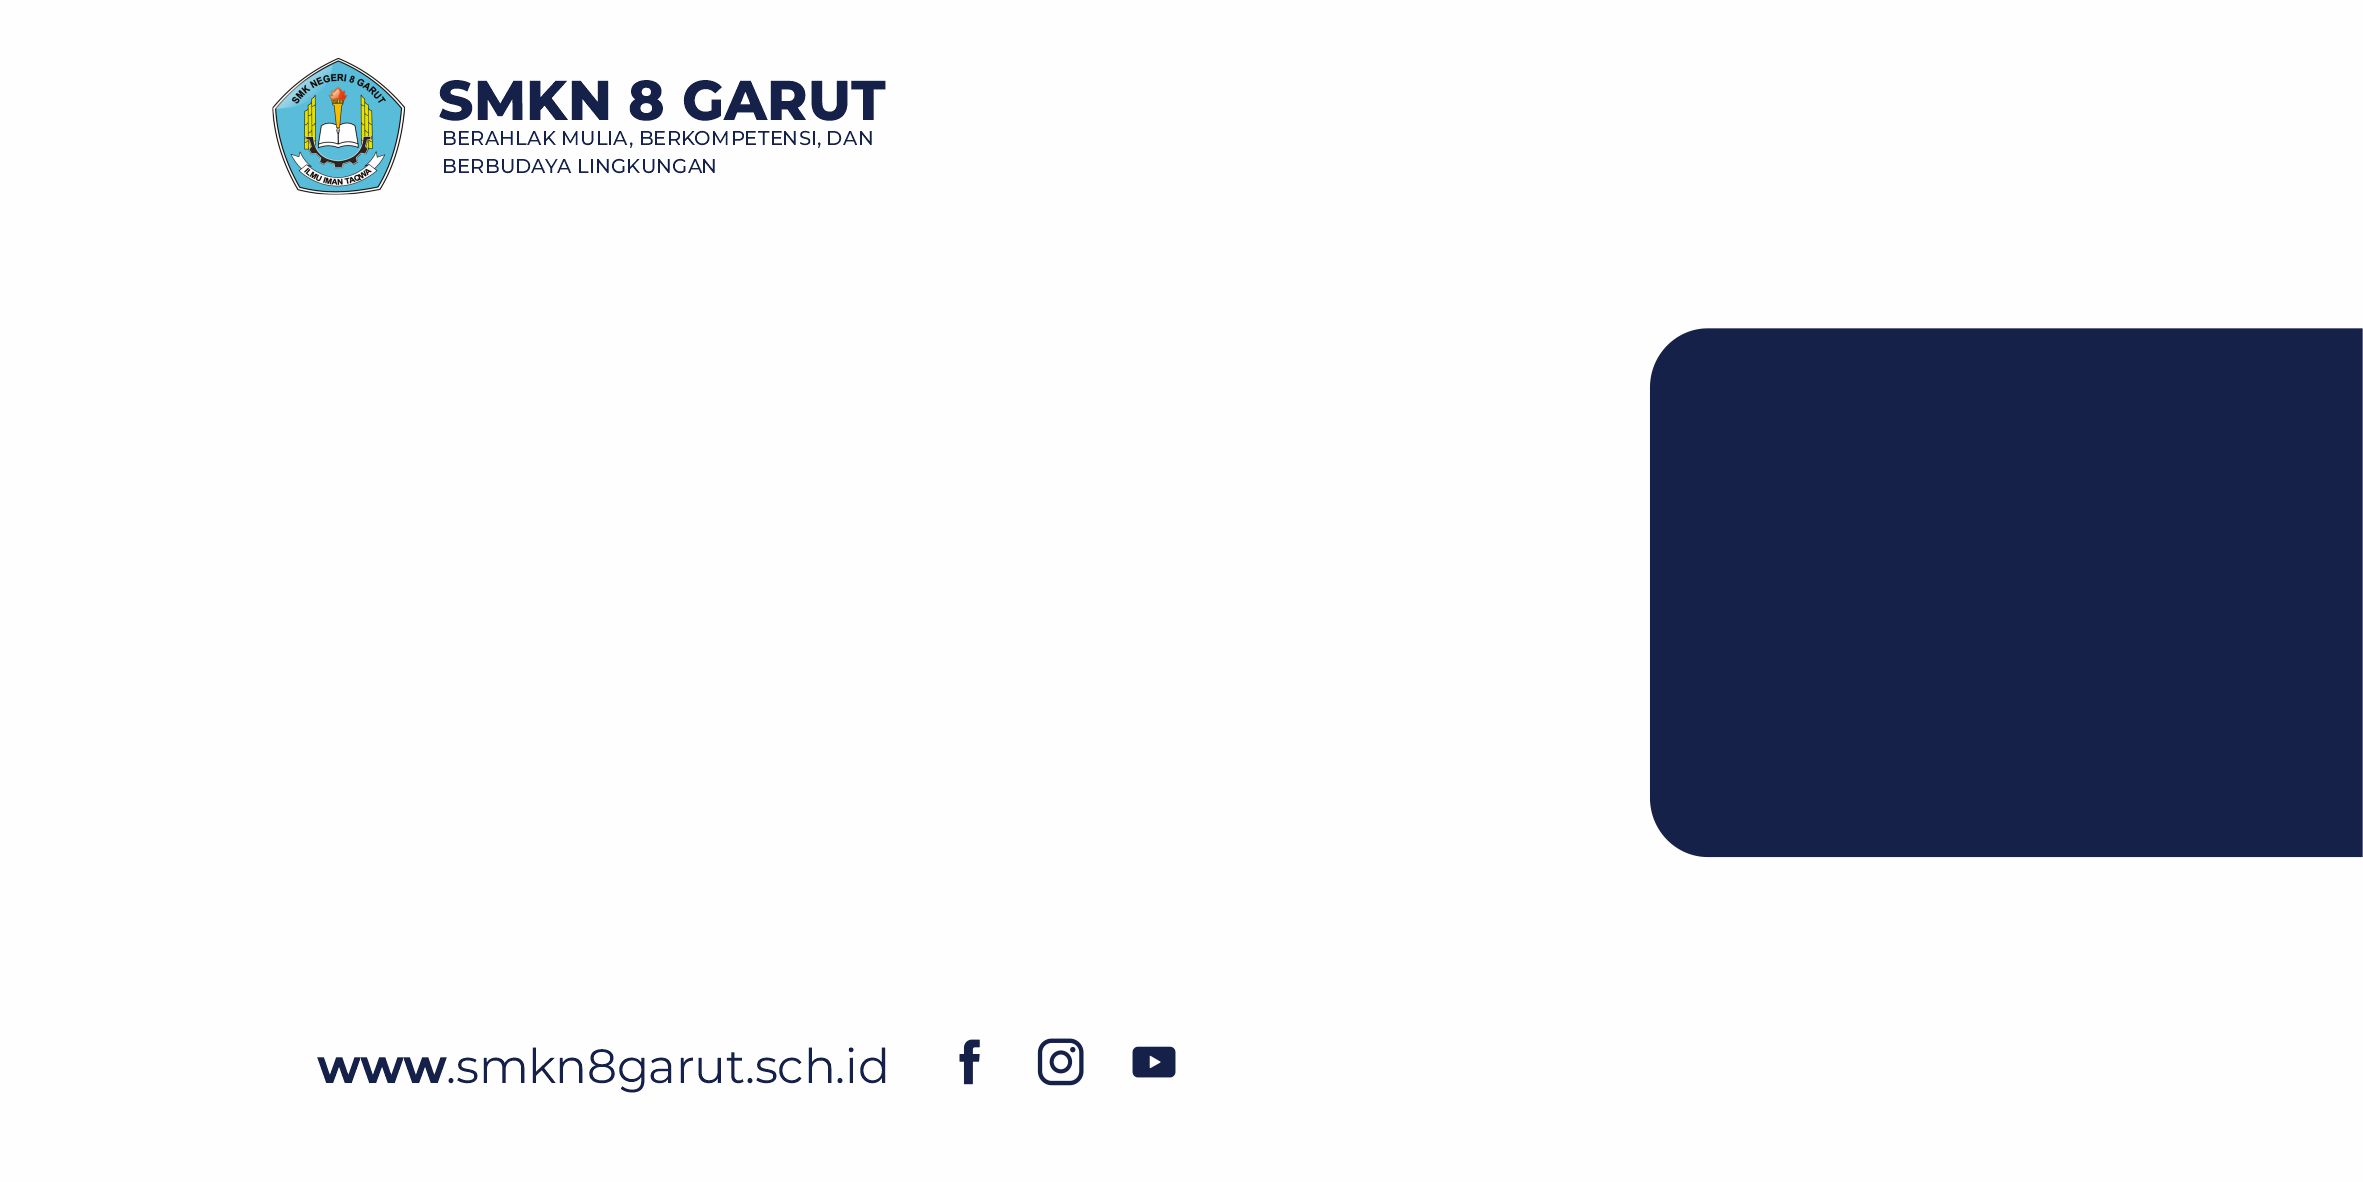 SMK NEGERI 8 GARUT
ILMU IMAN TAQWA
SMKN 8 GARUT
BERAHLAK MULIA, BERKOMPETENSI, DAN
BERBUDAYA LINGKUNGAN
www.smkn8garut.sch.id